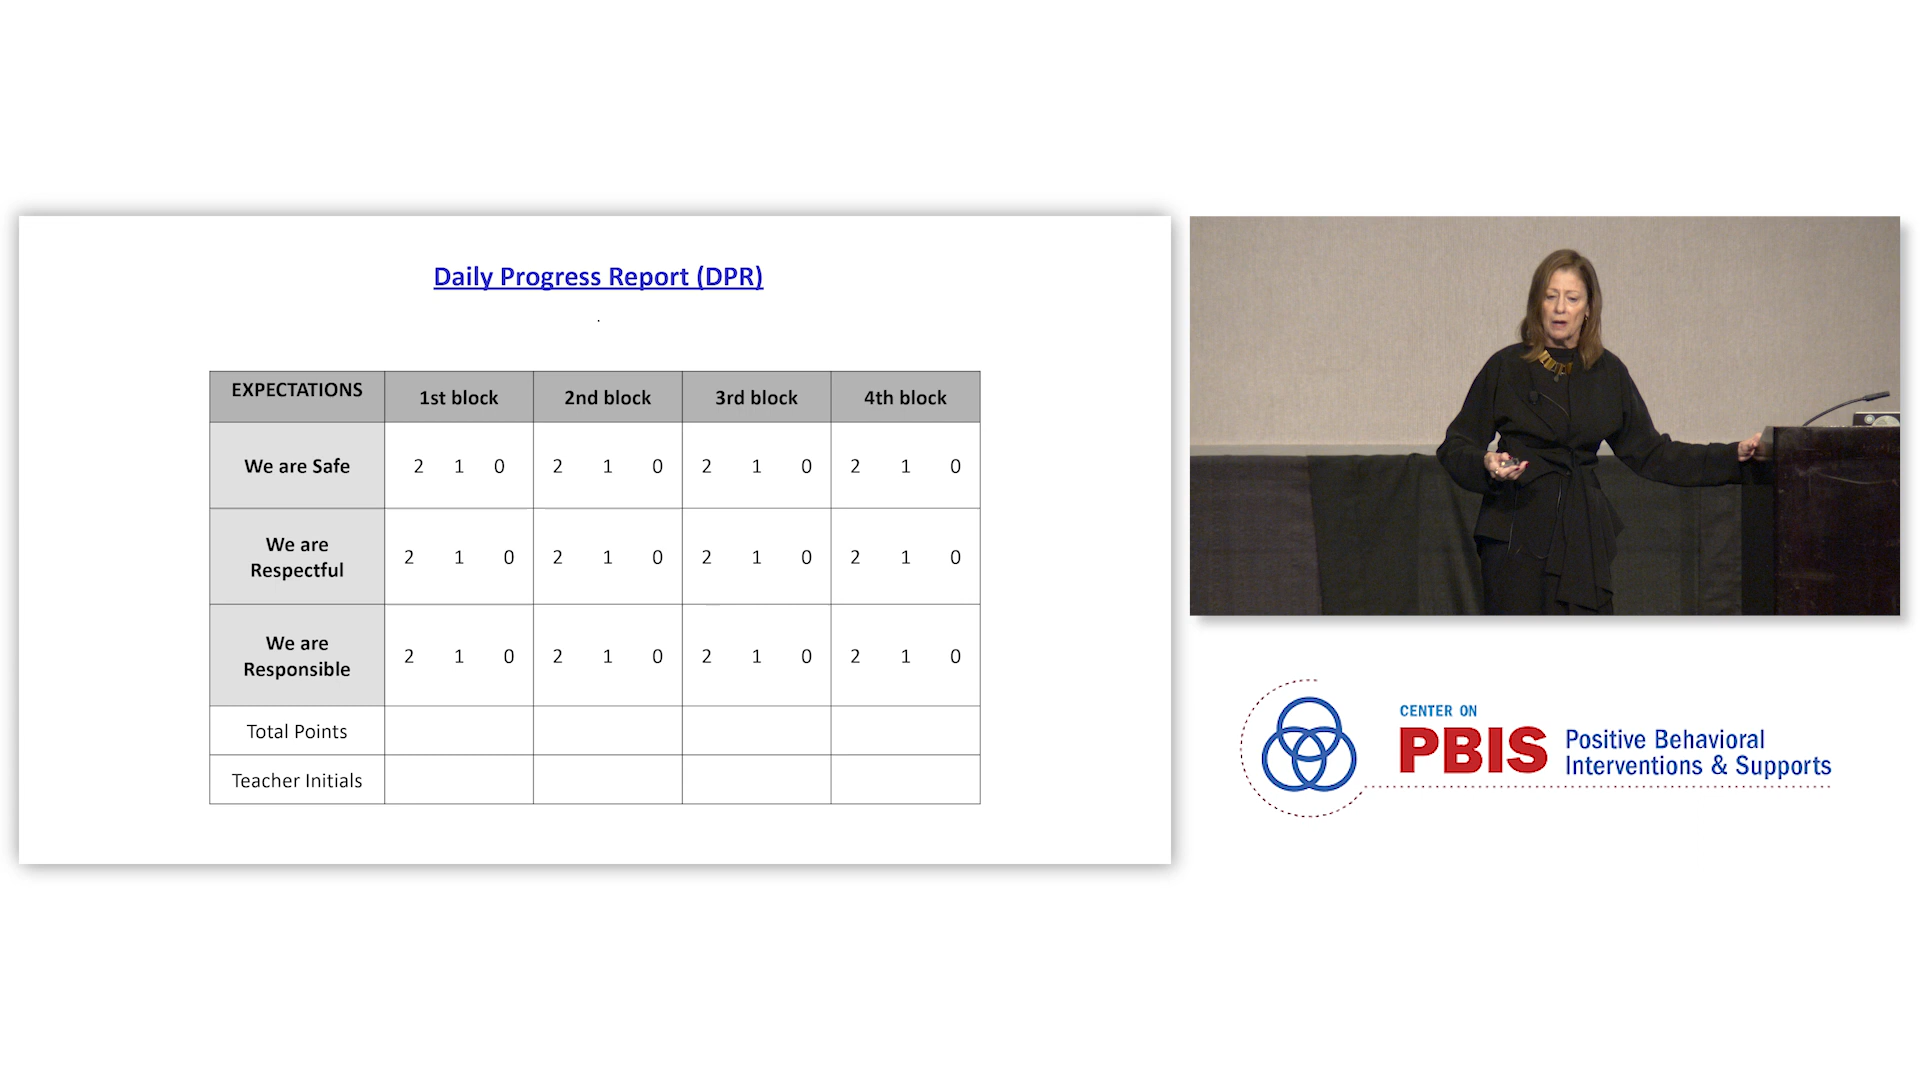 Daily Progress Report (DPR)
.
EXPECTATIONS 1st block 2nd block 3rd block 4th block
We are Safe 2 1 0 2 1 0 2 1 0 2 1 0
We are
Respectful 2 1 0 2 1 0 2 1 0 2 1 0
We are
Responsible 2 1 0 2 1 0 2 1 0 2 1 0
Total Points
Teacher Initials
CENTER ON
PBIS
Positive Behavioral
Interventions & Supports